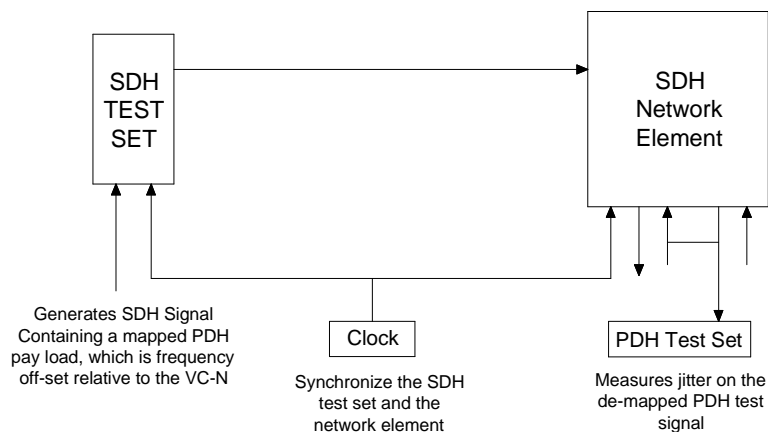 SDH
TEST
SET
SDH
Network
Element
Generates SDH Signal
Containing a mapped PDH
pay load, which is frequency
off-set relative to the VC-N
Clock
Synchronize the SDH
test set and the
network element
PDH Test Set
Measures jitter on the
de-mapped PDH test
signal